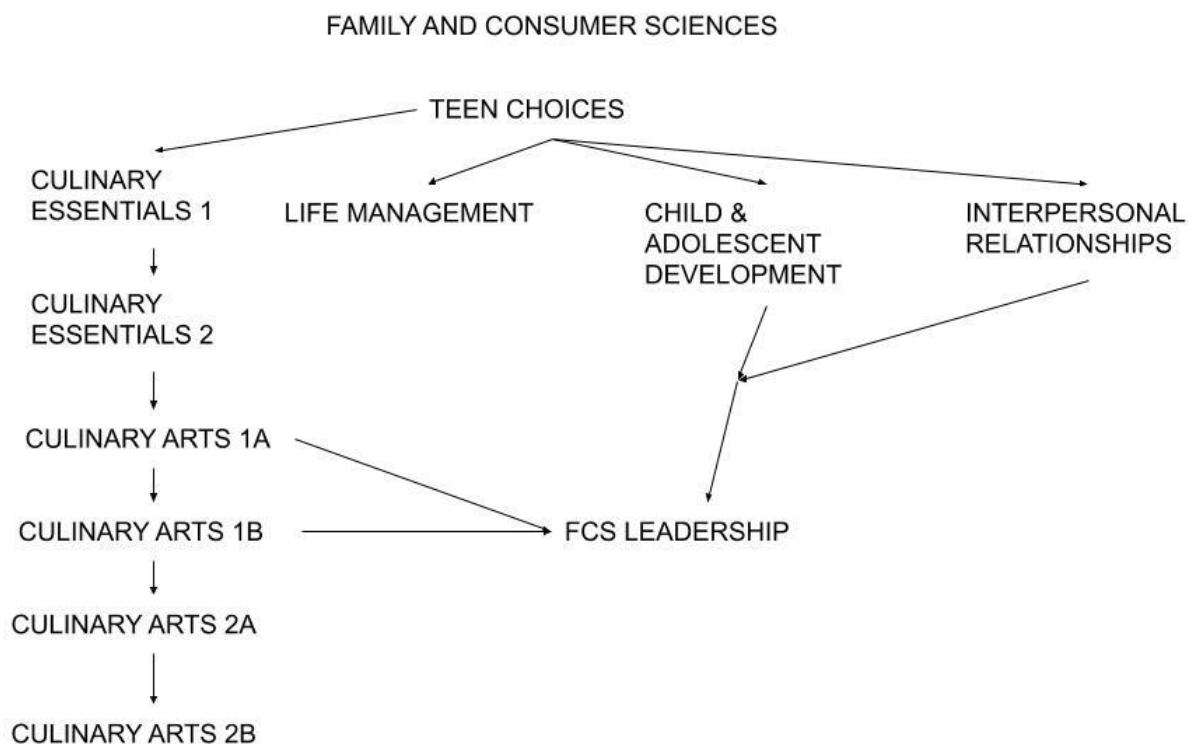 FAMILY AND CONSUMER SCIENCES
TEEN CHOICES
CULINARY
ESSENTIALS 1
LIFE MANAGEMENT
CHILD &
ADOLESCENT
DEVELOPMENT
INTERPERSONAL
RELATIONSHIPS
CULINARY
ESSENTIALS 2
CULINARY ARTS 1A
CULINARY ARTS 1B
FCS LEADERSHIP
CULINARY ARTS 2A
CULINARY ARTS 2B